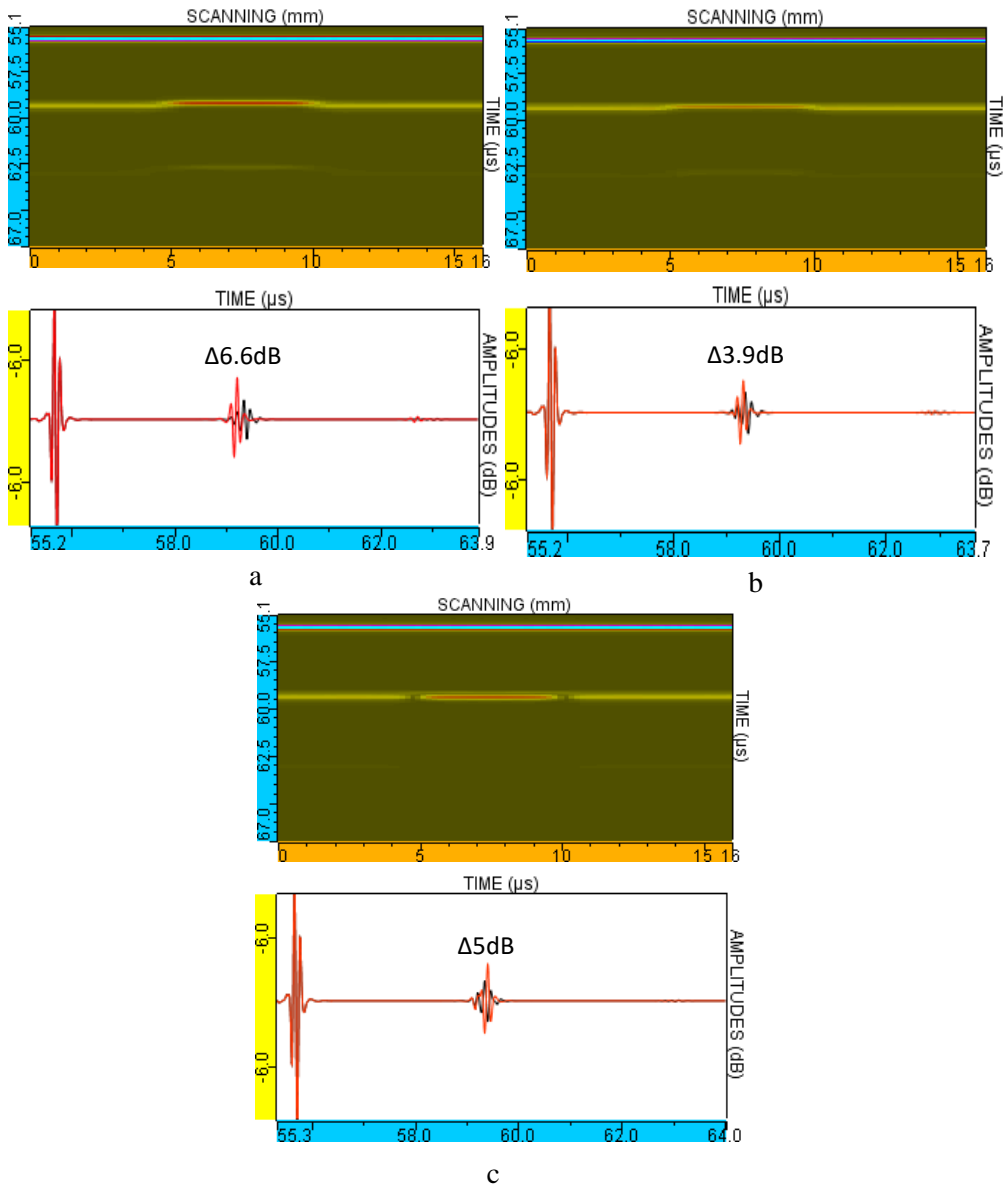 SCANNING (mm)
55.1
57.5
60.0
62.5
67.0
TIME (µs)
0
5
10
15 16
SCANNING (mm)
55.1
57.5
60.0
62.5
67.0
TIME (µs)
0
5
10
15 16
TIME (µs)
-6.0
-6.0
Δ6.6dB
AMPLITUDES (dB)
55.2
58.0
60.0
62.0
63.9
a
TIME (µs)
-6.0
-6.0
Δ3.9dB
AMPLITUDES (dB)
55.2
58.0
60.0
62.0
63.7
b
SCANNING (mm)
55.1
57.5
60.0
62.5
67.0
TIME (µs)
0
5
10
15 16
TIME (µs)
-6.0
-6.0
Δ5dB
AMPLITUDES (dB)
55.3
58.0
60.0
62.0
64.0
c